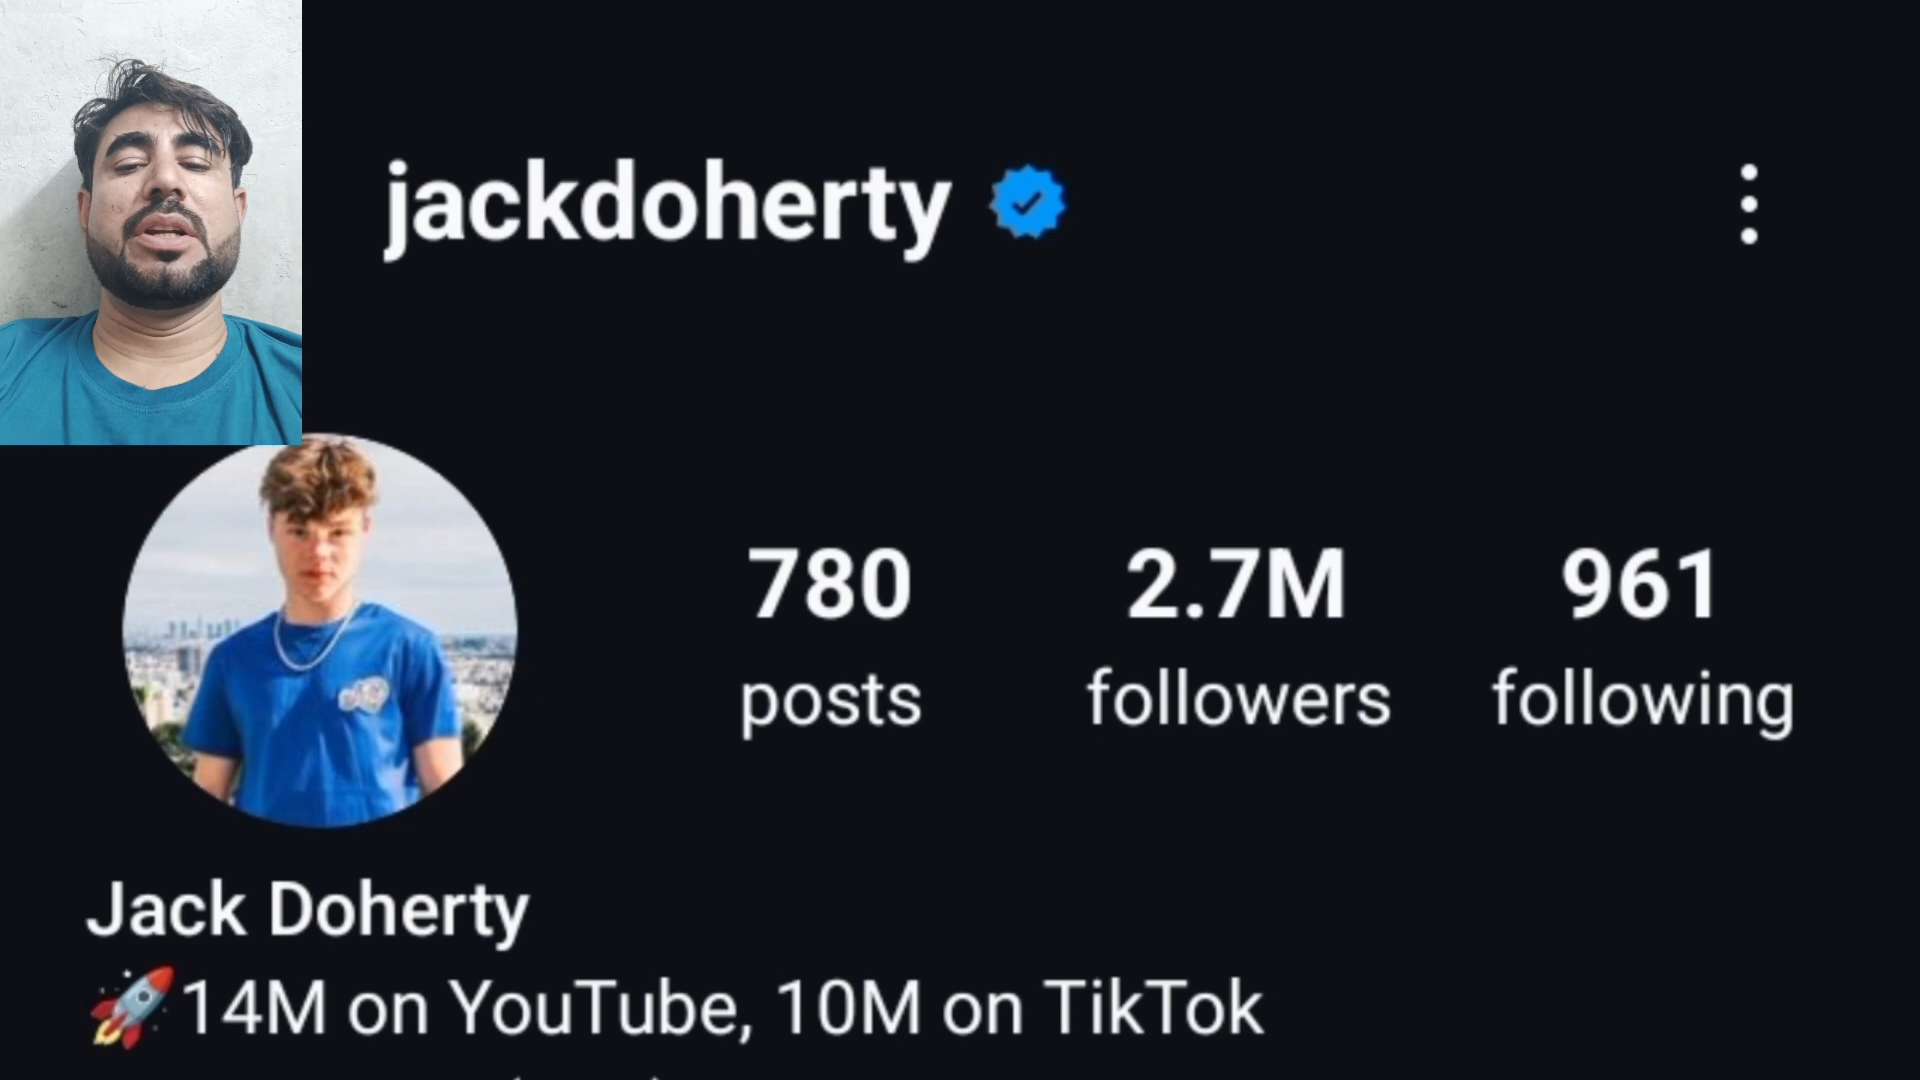 jackdoherty
780 2.7M 961
posts followers following
Jack Doherty
🚀14M on YouTube, 10M on TikTok